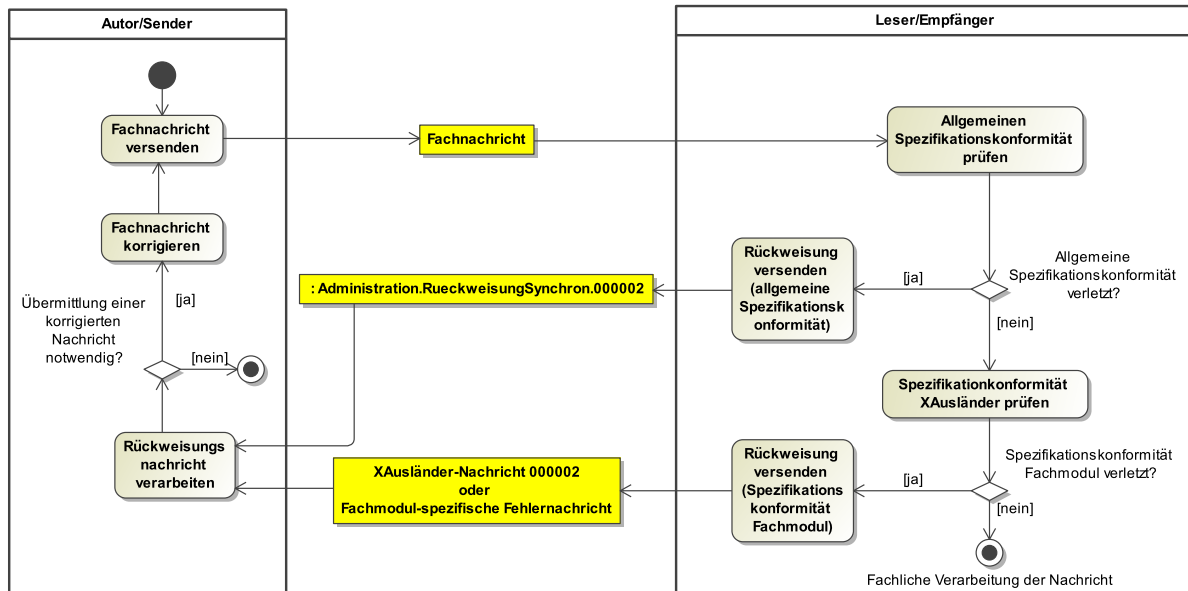 Autor/Sender
Leser/Empfänger
Fachnachricht
versenden
Fachnachricht
Allgemeinen
Spezifikationskonformität
prüfen
Fachnachricht
korrigieren
Rückweisung
versenden
(allgemeine
Spezifikationsk
onformität)
[ja]
Allgemeine
Spezifikationskonformität
verletzt?
: Administration.RueckweisungSynchron.000002
[nein]
Übermittlung einer
korrigierten
Nachricht
notwendig?
[ja]
[nein]
Spezifikationkonformität
XAusländer prüfen
Rückweisungs
nachricht
verarbeiten
XAusländer-Nachricht 000002
oder
Fachmodul-spezifische Fehlernachricht
Rückweisung
versenden
(Spezifikations
konformität
Fachmodul)
[ja]
Spezifikationskonformität
Fachmodul verletzt?
[nein]
Fachliche Verarbeitung der Nachricht